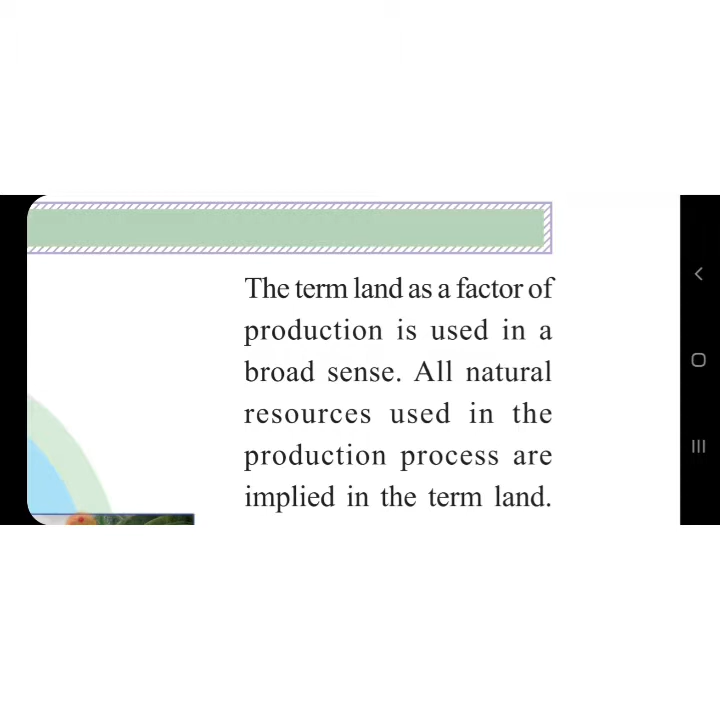 The term land as a factor of
production is used in a
broad sense. All natural
resources used in the
production process are
implied in the term land.